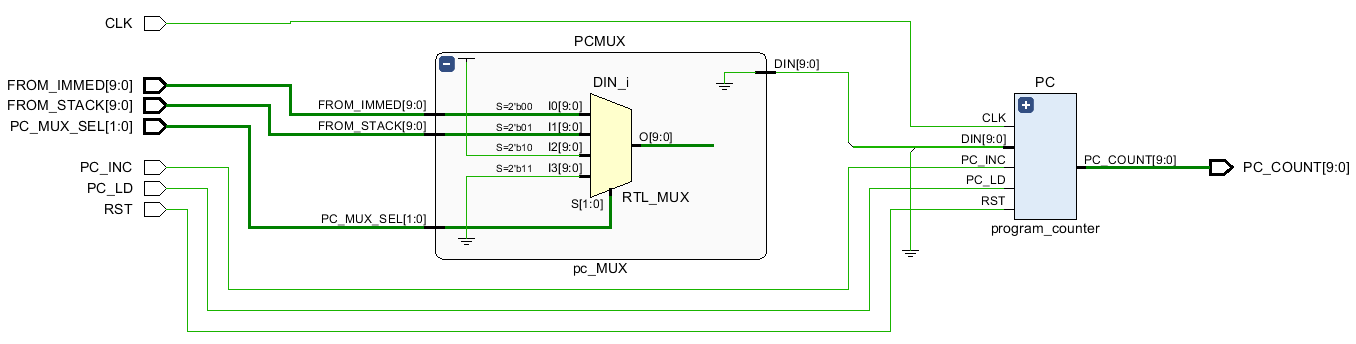 CLK
FROM_IMMED[9:0]
FROM_STACK[9:0]
PC_MUX_SEL[1:0]
PC_INC
PC_LD
RST
PCMUX
DIN_i
FROM_IMMED[9:0]
S=2'b00
I0[9:0]
FROM_STACK[9:0]
S=2'b01
I1[9:0]
S=2'b10
I2[9:0]
S=2'b11
I3[9:0]
O[9:0]
S[1:0]
RTL_MUX
PC_MUX_SEL[1:0]
pc_MUX
DIN[9:0]
PC
CLK
DIN[9:0]
PC_INC
PC_LD
RST
PC_COUNT[9:0]
program_counter
PC_COUNT[9:0]